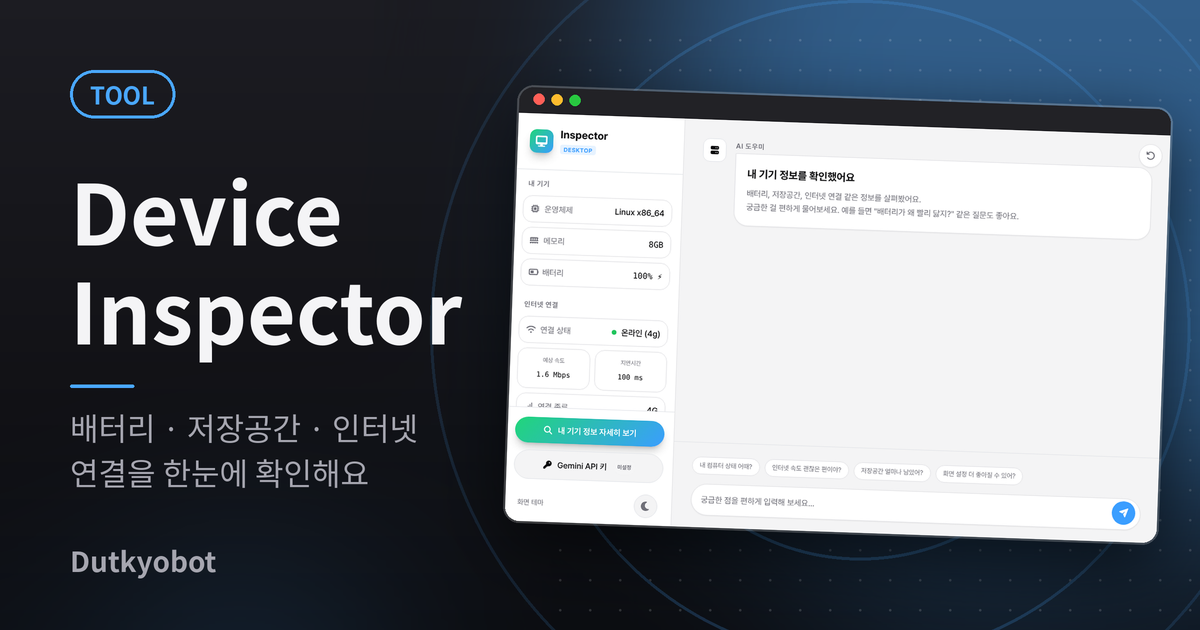 TOOL
Device
Inspector
배터리 · 저장공간 · 인터넷
연결을 한눈에 확인해요
Dutkyobot
Inspector
DESKTOP
내 기기
운영체제 Linux x86_64
메모리 8GB
배터리 100% ⚡
인터넷 연결
연결 상태 온라인 (4g)
예상 속도 지연시간
1.6 Mbps 100 ms
연결 종류 4G
내 기기 정보 자세히 보기
Gemini API 키 미설정
화면 테마
AI 도우미
내 기기 정보를 확인했어요
배터리, 저장공간, 인터넷 연결 같은 정보를 살펴봤어요.
궁금한 걸 편하게 물어보세요. 예를 들면 "배터리가 왜 빨리 닳지?" 같은 질문도 좋아요.
내 컴퓨터 상태 어때? 인터넷 속도 괜찮은 편이야? 저장공간 얼마나 남았어? 화면 설정 더 좋아질 수 있어?
궁금한 점을 편하게 입력해 보세요...